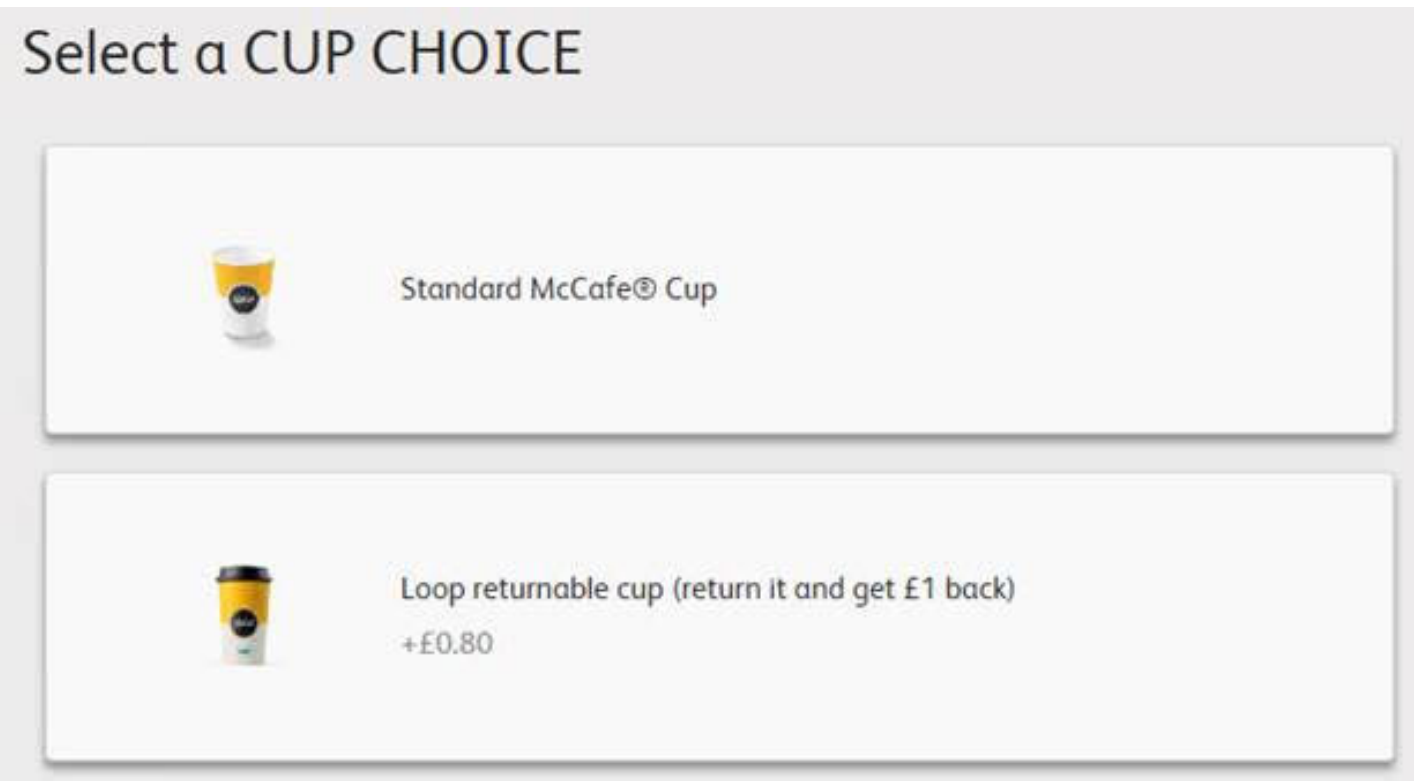 Select a CUP CHOICE
Standard McCafe® Cup
Loop returnable cup (return it and get £1 back)
+£0.80